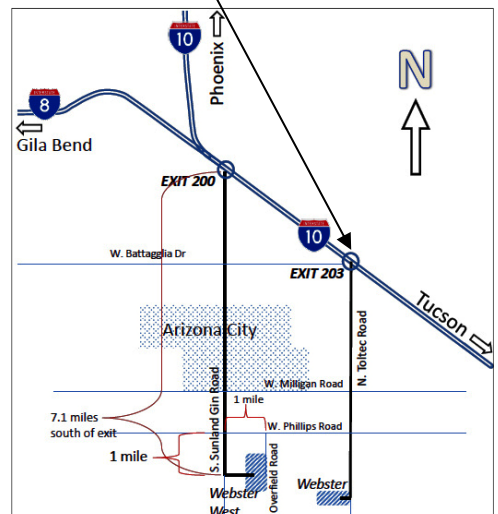 10
Phoenix
N
8
Gila Bend
EXIT 200
10
W. Battaglia Dr
EXIT 203
Tucson
Arizona City
N. Toltec Road
W. Milligan Road
1 mile
7.1 miles
south of exit
S. Sunland Gin Road
W. Phillips Road
1 mile
Overfield Road
Webster
West
Webster